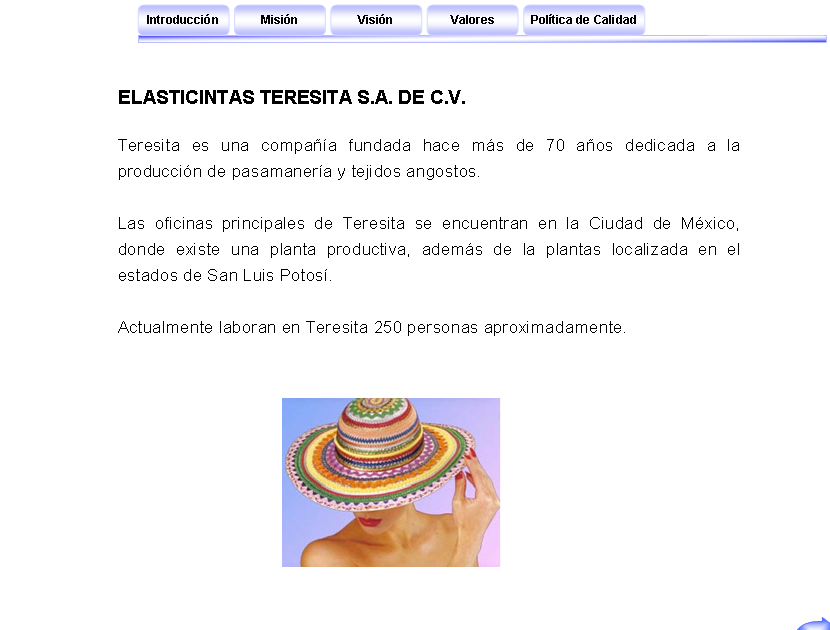 Introducción Misión Visión Valores Política de Calidad
ELASTICINTAS TERESITA S.A. DE C.V.
Teresita es una compañía fundada hace más de 70 años dedicada a la
producción de pasamanería y tejidos angostos.
Las oficinas principales de Teresita se encuentran en la Ciudad de México,
donde existe una planta productiva, además de la plantas localizada en el
estados de San Luis Potosí.
Actualmente laboran en Teresita 250 personas aproximadamente.